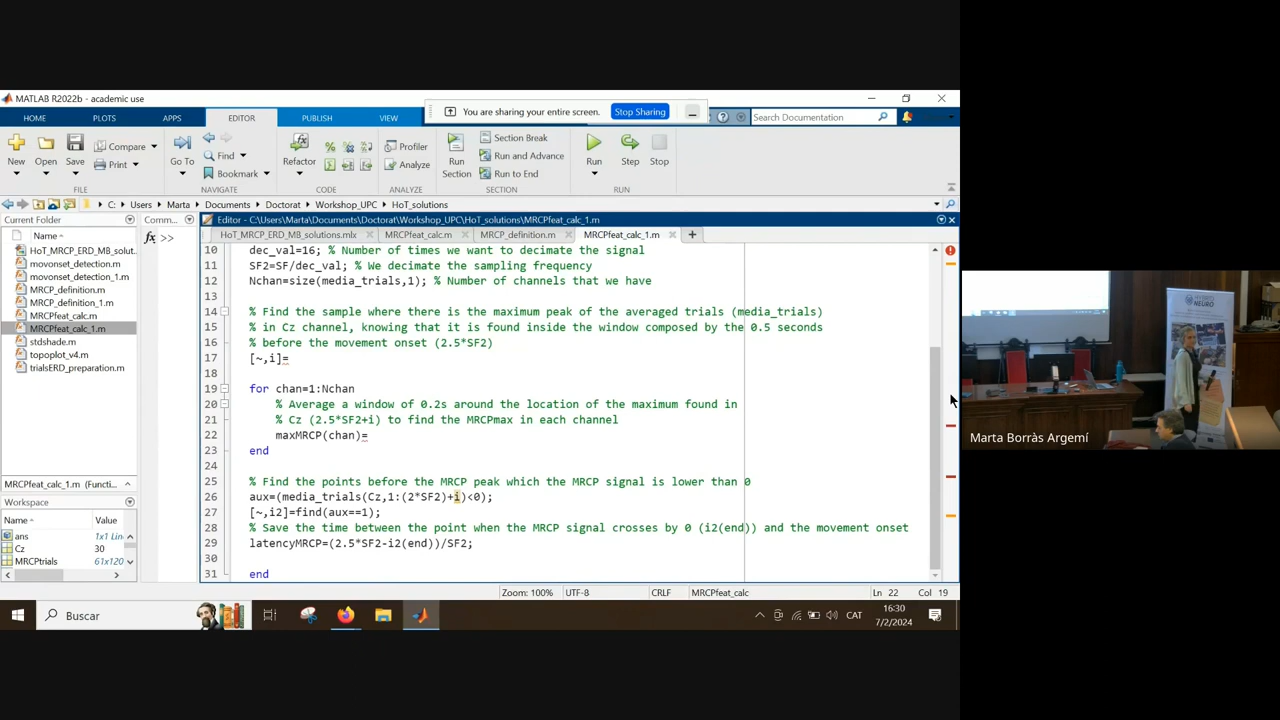 MATLAB R2022b - academic use
HOME
PLOTS
APPS
EDITOR
PUBLISH
VIEW
You are sharing your entire screen.
Stop Sharing
Search Documentation
New
Open
Save
Compare
Print
Go To
Find
Bookmark
Refactor
Profiler
Analyze
Run Section
Section Break
Run and Advance
Run to End
Run
Step
Stop
FILE
NAVIGATE
CODE
ANALYZE
SECTION
RUN
C: Users Marta Documents Doctorat Workshop_UPC HoT_solutions
Current Folder
Name
HoT_MRCP_ERD_MB_solut...
movonset_detection.m
movonset_detection_1.m
MRCP_definition.m
MRCP_definition_1.m
MRCPfeat_calc.m
MRCPfeat_calc_1.m
stdshade.m
topoplot_v4.m
trialsERD_preparation.m
MRCPfeat_calc_1.m (Functi...
Workspace
Name Value
ans 1x1 Lin
Cz 30
MRCPtrials 61x120
Comm...
fx >>
Editor - C:\Users\Marta\Documents\Doctorat\Workshop_UPC\HoT_solutions\MRCPfeat_calc_1.m
HoT_MRCP_ERD_MB_solutions.mlx
MRCPfeat_calc.m
MRCP_definition.m
MRCPfeat_calc_1.m
10 dec_val=16; % Number of times we want to decimate the signal
11 SF2=SF/dec_val; % We decimate the sampling frequency
12 Nchan=size(media_trials,1); % Number of channels that we have
13
14 % Find the sample where there is the maximum peak of the averaged trials (media_trials)
15 % in Cz channel, knowing that it is found inside the window composed by the 0.5 seconds
16 % before the movement onset (2.5*SF2)
17 [~,i]=
18
19 for chan=1:Nchan
20 % Average a window of 0.2s around the location of the maximum found in
21 % Cz (2.5*SF2+i) to find the MRCPmax in each channel
22 maxMRCP(chan)=
23 end
24
25 % Find the points before the MRCP peak which the MRCP signal is lower than 0
26 aux=(media_trials(Cz,1:(2*SF2)+i)<0);
27 [~,i2]=find(aux==1);
28 % Save the time between the point when the MRCP signal crosses by 0 (i2(end)) and the movement onset
29 latencyMRCP=(2.5*SF2-i2(end))/SF2;
30
31 end
Zoom: 100%
UTF-8
CRLF
MRCPfeat_calc
Ln 22
Col 19
Buscar
CAT
16:30
7/2/2024
Marta Borràs Argemí